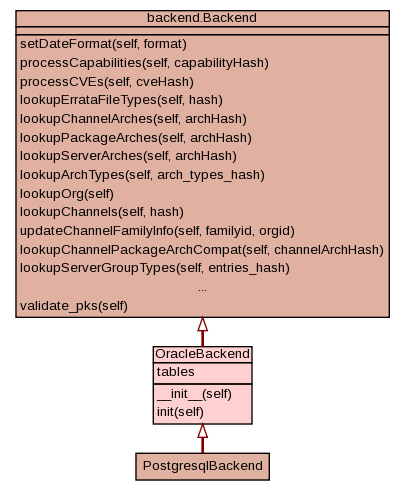 backend.Backend
setDateFormat(self, format)
processCapabilities(self, capabilityHash)
processCVEs(self, cveHash)
lookupErrataFileTypes(self, hash)
lookupChannelArches(self, archHash)
lookupPackageArches(self, archHash)
lookupServerArches(self, archHash)
lookupArchTypes(self, arch_types_hash)
lookupOrg(self)
lookupChannels(self, hash)
updateChannelFamilyInfo(self, familyid, orgid)
lookupChannelPackageArchCompat(self, channelArchHash)
lookupServerGroupTypes(self, entries_hash)
...
validate_pks(self)
OracleBackend
tables
__init__(self)
init(self)
PostgresqlBackend